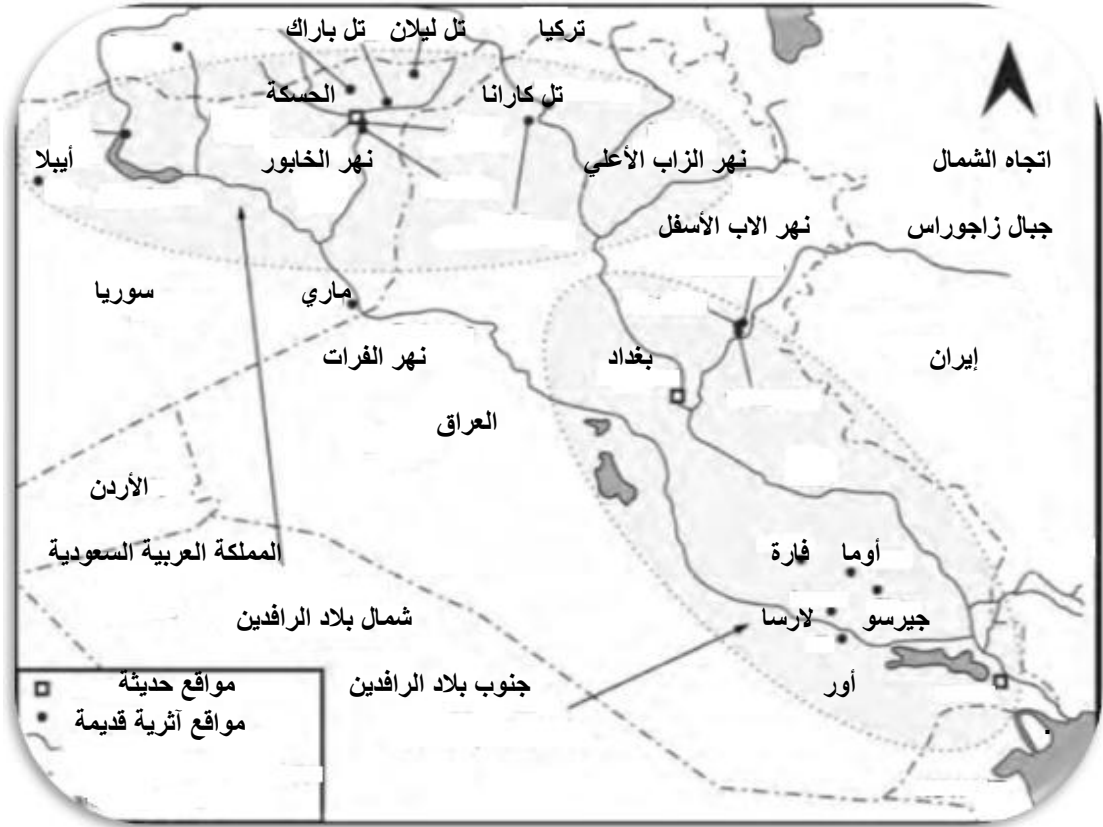 تركيا
تل ليلان
تل باراك
الحسكة
تل كارانا
أيبلا
نهر الخابور
نهر الزاب الأعلي
اتجاه الشمال
نهر الاب الأسفل
جبال زاجوراس
سوريا
ماري
نهر الفرات
بغداد
إيران
العراق
الأردن
المملكة العربية السعودية
فارة
أوما
شمال بلاد الرافدين
لارسا
جيرسو
جنوب بلاد الرافدين
أور
مواقع حديثة
مواقع آثرية قديمة